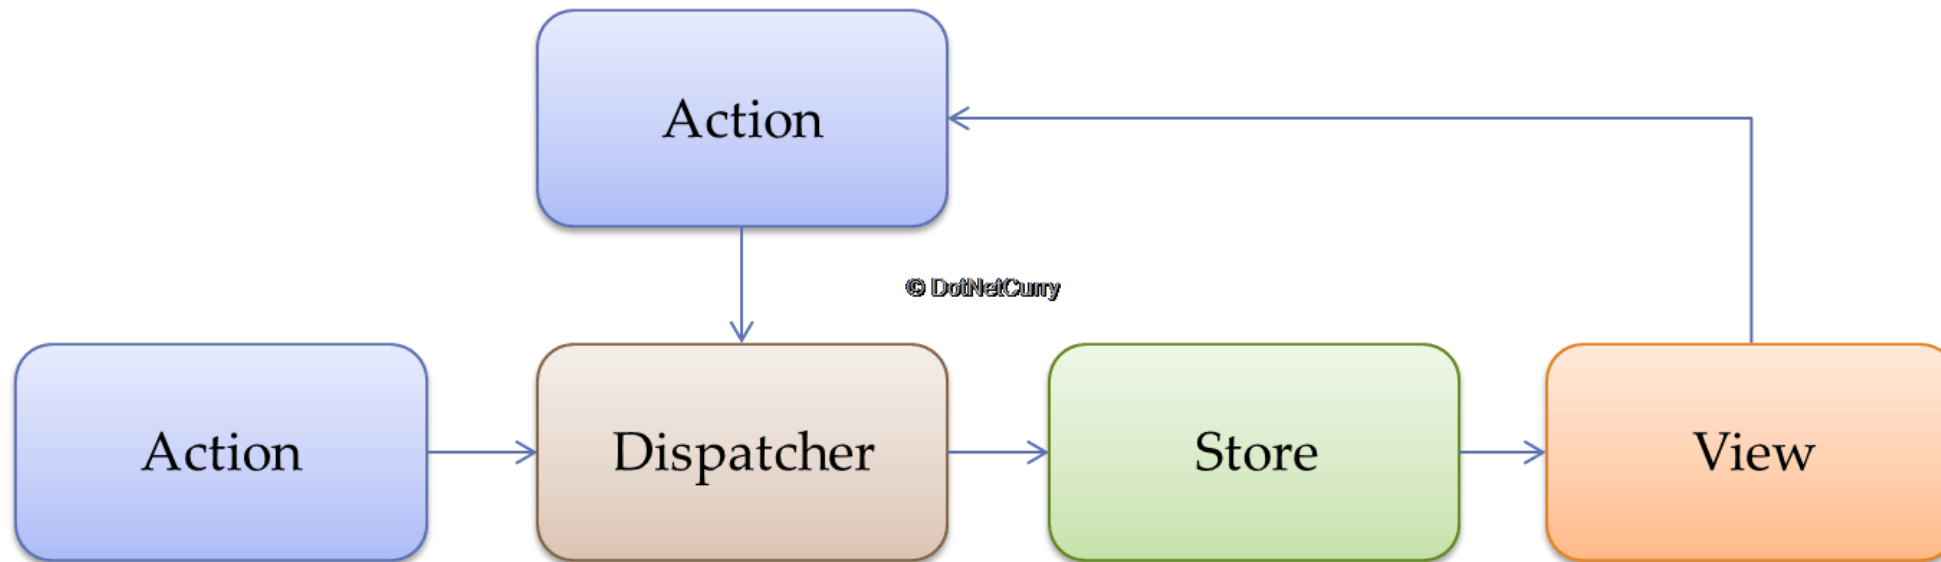 Action
© DotNetCurry
Action
Dispatcher
Store
View